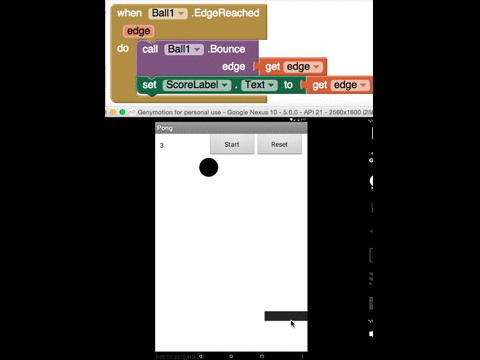 when Ball1 .EdgeReached
edge
do call Ball1 .Bounce
edge get edge
set ScoreLabel . Text to get edge
Genymotion for personal use - Google Nexus 10 - 5.0.0 - API 21 - 2560x1600
Pong
3 Start Reset